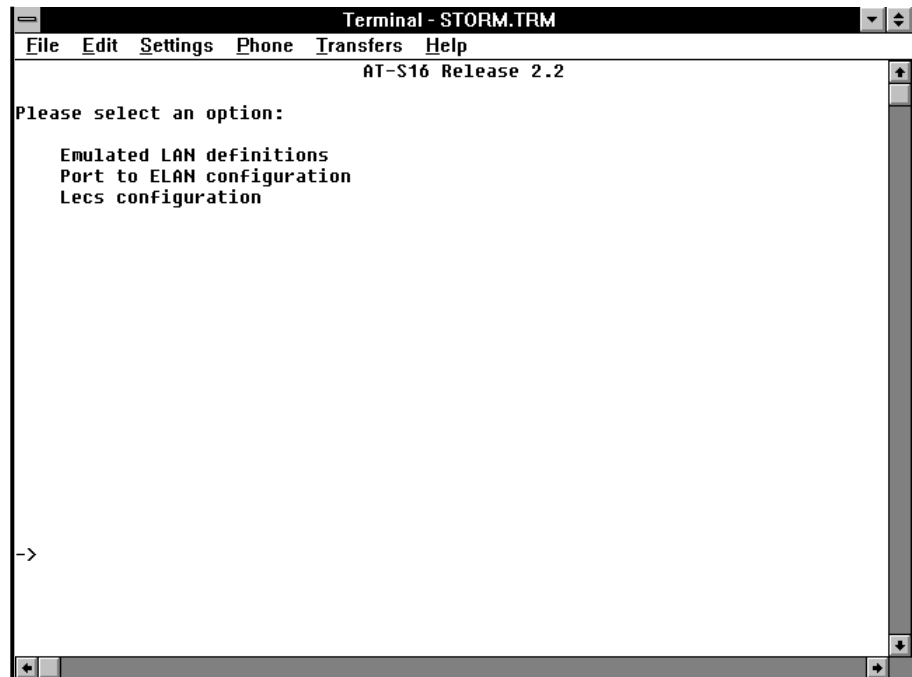 Terminal - STORM.TRM
File Edit Settings Phone Transfers Help
AT-S16 Release 2.2
Please select an option:
Emulated LAN definitions
Port to ELAN configuration
Lecs configuration
->